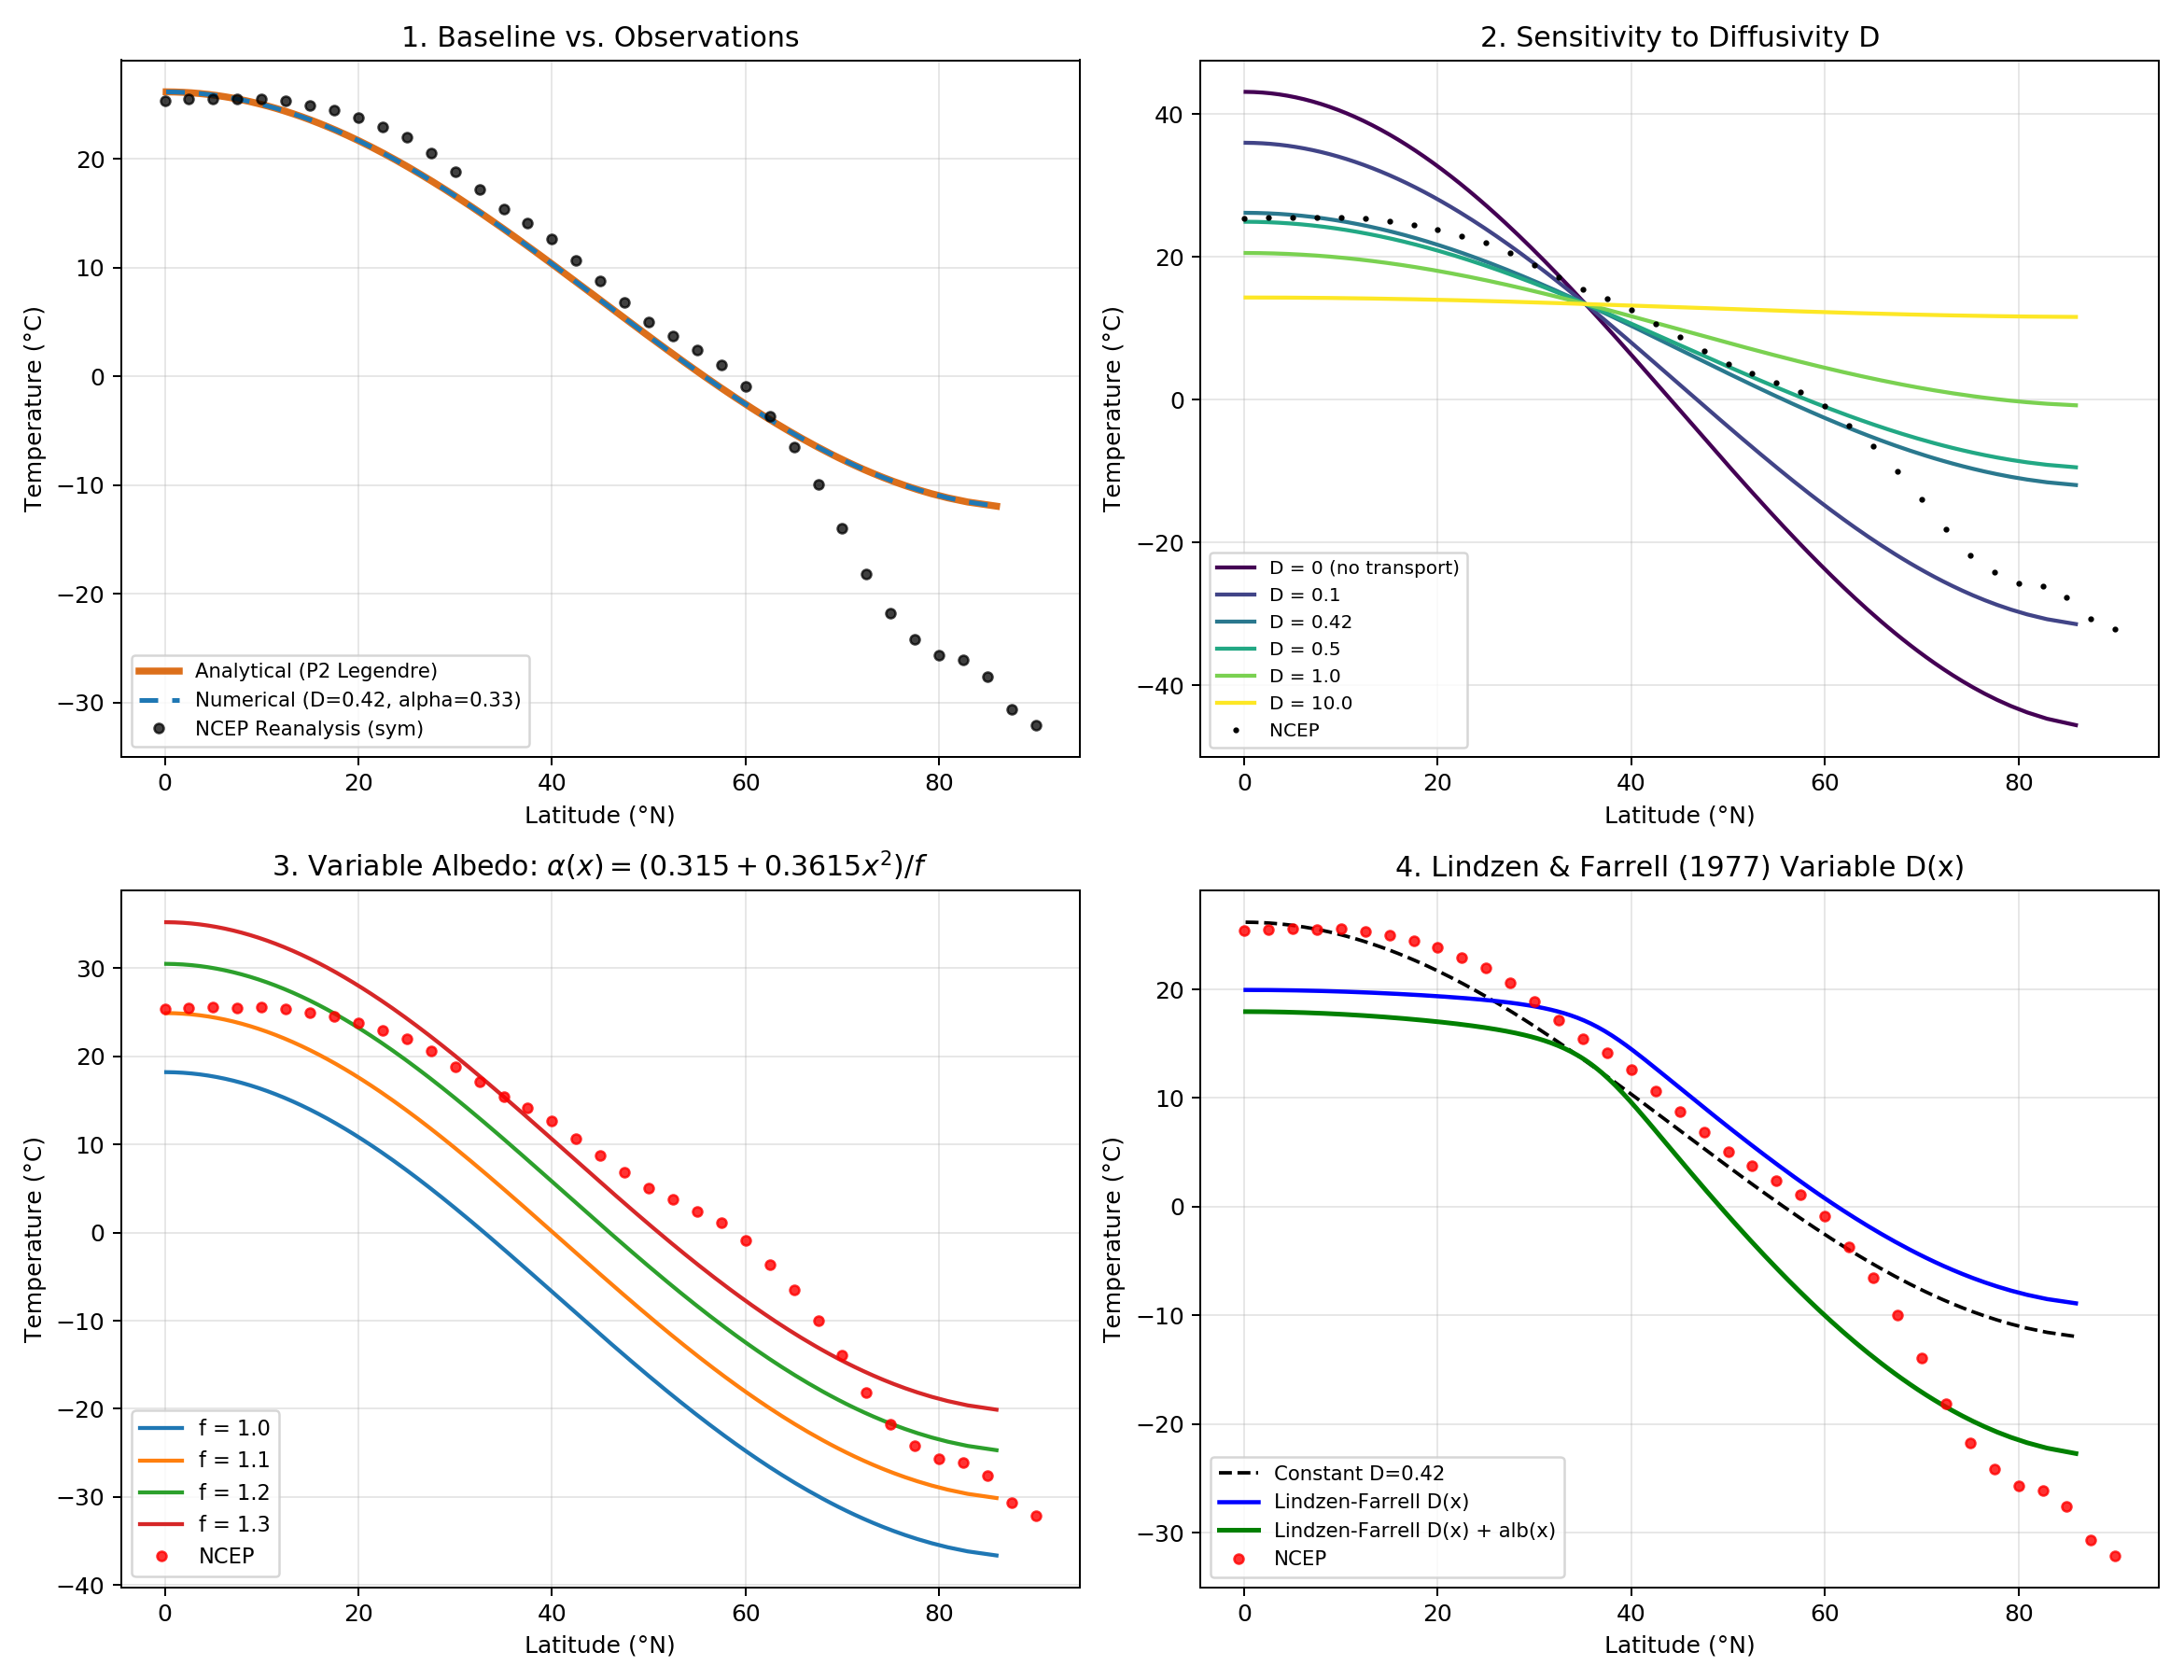 1. Baseline vs. Observations
Temperature (°C)
20
10
0
−10
−20
−30
Analytical (P2 Legendre)
Numerical (D=0.42, alpha=0.33)
NCEP Reanalysis (sym)
0 20 40 60 80
Latitude (°N)
2. Sensitivity to Diffusivity D
Temperature (°C)
40
20
0
−20
−40
D = 0 (no transport)
D = 0.1
D = 0.42
D = 0.5
D = 1.0
D = 10.0
NCEP
0 20 40 60 80
Latitude (°N)
3. Variable Albedo: α(x) = (0.315 + 0.3615x²)/f
Temperature (°C)
30
20
10
0
−10
−20
−30
−40
f = 1.0
f = 1.1
f = 1.2
f = 1.3
NCEP
0 20 40 60 80
Latitude (°N)
4. Lindzen & Farrell (1977) Variable D(x)
Temperature (°C)
20
10
0
−10
−20
−30
Constant D=0.42
Lindzen-Farrell D(x)
Lindzen-Farrell D(x) + alb(x)
NCEP
0 20 40 60 80
Latitude (°N)